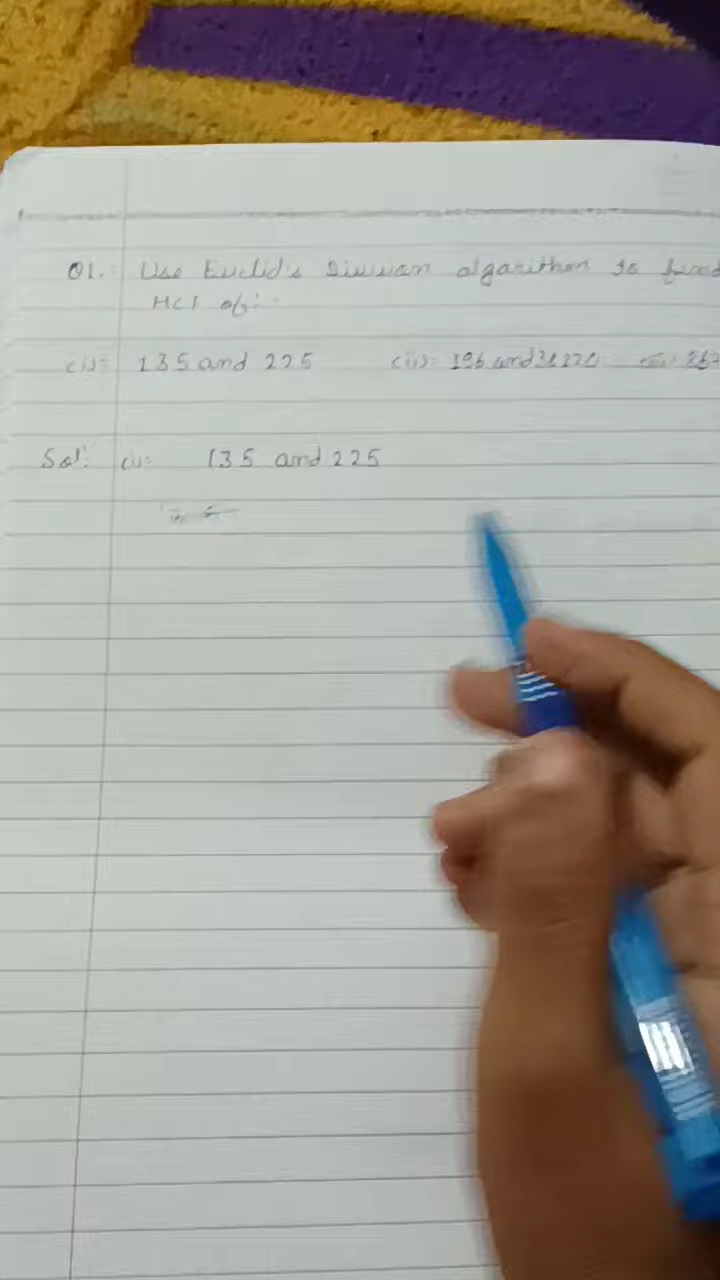 Q1.: Use Euclid's Division algorithm to find
HCF of:
(i)= 135 and 225 (ii)= 196 and
Sol: (i)= 135 and 225